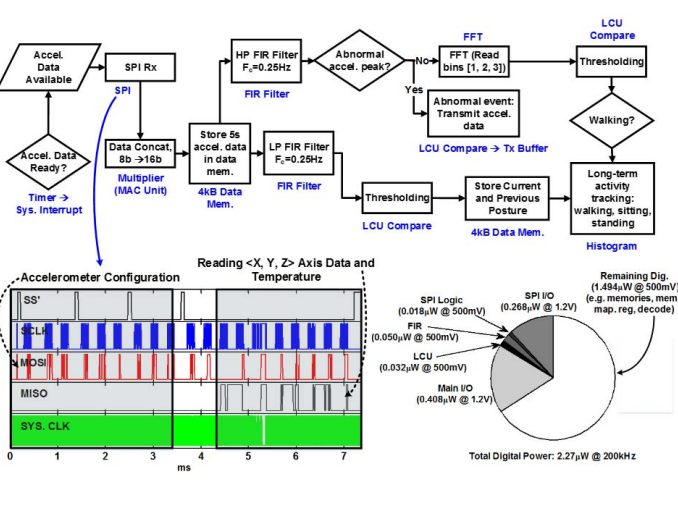 Accel.
Data
Available
SPI Rx
SPI
Accel. Data
Ready?
Timer →
Sys. Interrupt
Data Concat,
8b →16b
Multiplier
(MAC Unit)
Store 5s
accel. data
in data
mem.
4kB Data
Mem.
HP FIR Filter
Fc=0.25Hz
FIR Filter
LP FIR Filter
Fc=0.25Hz
FIR Filter
Abnormal
accel. peak?
No
Yes
FFT
FFT (Read
bins [1, 2, 3])
Abnormal event:
Transmit accel.
data
LCU Compare → Tx Buffer
LCU
Compare
Thresholding
Walking?
Thresholding
LCU Compare
Store Current
and Previous
Posture
4kB Data Mem.
Long-term
activity
tracking:
walking, sitting,
standing
Histogram
Accelerometer Configuration
Reading <X, Y, Z> Axis Data and
Temperature
SS'
SCLK
MOSI
MISO
SYS. CLK
0 1 2 3 4 5 6 7
ms
SPI Logic
(0.018µW @ 500mV)
FIR
(0.050µW @ 500mV)
LCU
(0.032µW @ 500mV)
Main I/O
(0.408µW @ 1.2V)
SPI I/O
(0.268µW @ 1.2V)
Remaining Dig.
(1.494µW @ 500mV)
(e.g. memories, mem
map. reg, decode)
Total Digital Power: 2.27µW @ 200kHz